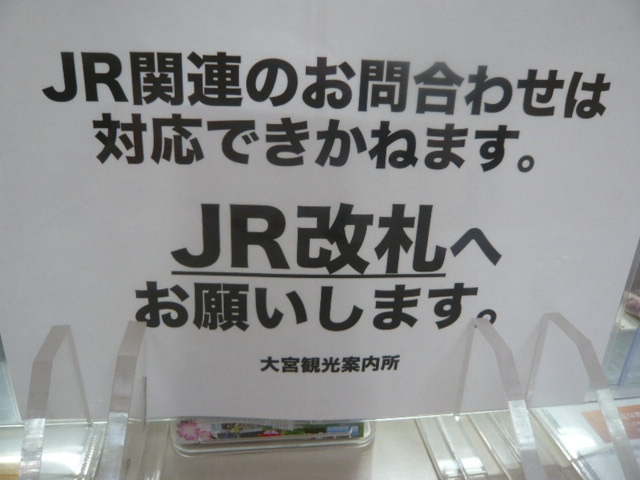 JR関連のお問合わせは
対応できかねます。
JR改札へ
お願いします。
大宮観光案内所